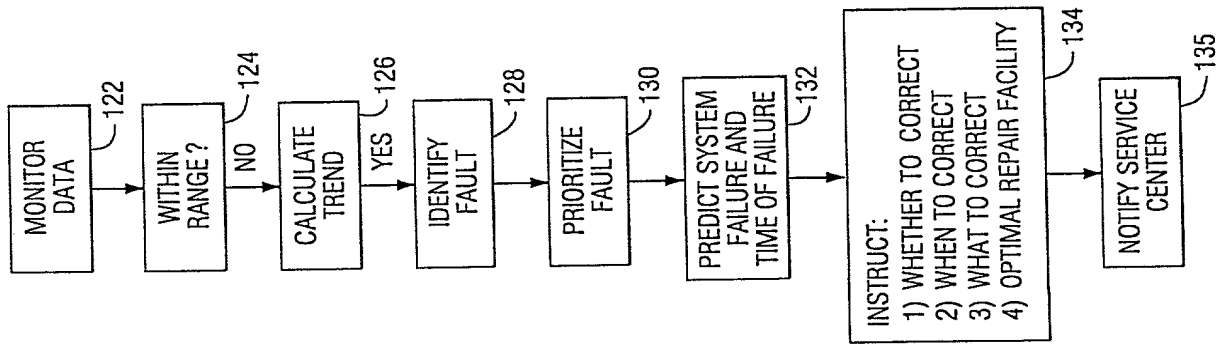 MONITOR
DATA
122
WITHIN
RANGE?
124
NO
CALCULATE
TREND
126
YES
IDENTIFY
FAULT
128
PRIORITIZE
FAULT
130
PREDICT SYSTEM
FAILURE AND
TIME OF FAILURE
132
INSTRUCT:
1) WHETHER TO CORRECT
2) WHEN TO CORRECT
3) WHAT TO CORRECT
4) OPTIMAL REPAIR FACILITY
134
NOTIFY SERVICE
CENTER
135